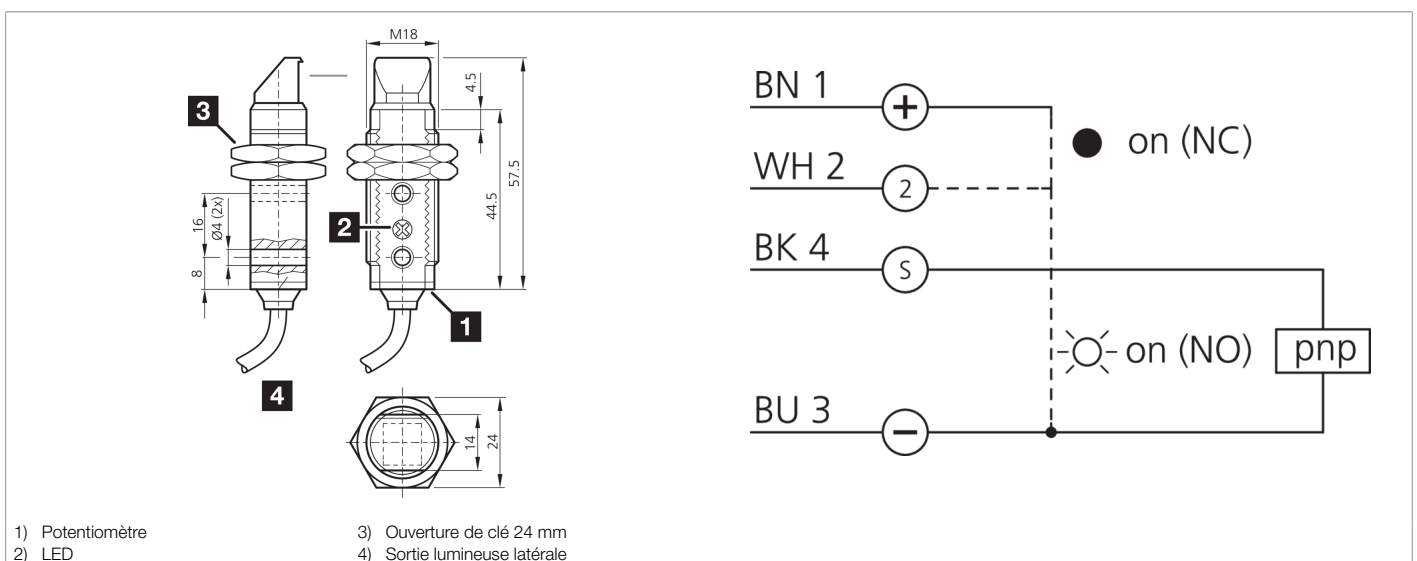 M18
3
4.5
57.5
44.5
16
Ø4 (2x)
2
8
1
4
14
24
BN 1
+
on (NC)
WH 2
2
BK 4
S
on (NO)
pnp
BU 3
−
1) Potentiomètre
2) LED
3) Ouverture de clé 24 mm
4) Sortie lumineuse latérale